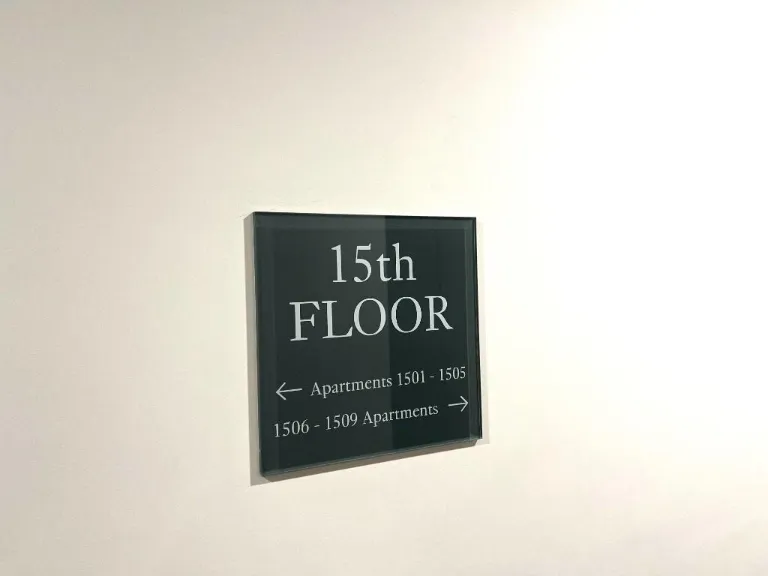 15th
FLOOR
← Apartments 1501 - 1505
1506 - 1509 Apartments →